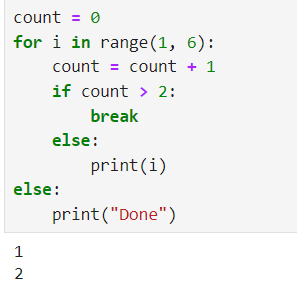 count = 0
for i in range(1, 6):
    count = count + 1
    if count > 2:
        break
    else:
        print(i)
else:
    print("Done")
1
2